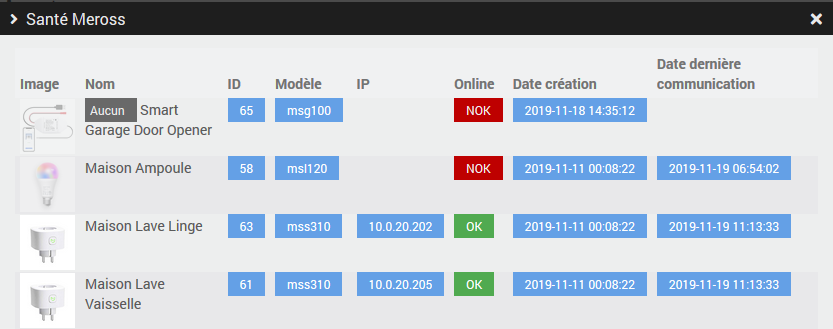 Santé Meross
Image Nom ID Modèle IP Online Date création Date dernière communication
Aucun Smart Garage Door Opener 65 msg100 NOK 2019-11-18 14:35:12
Maison Ampoule 58 msl120 NOK 2019-11-11 00:08:22 2019-11-19 06:54:02
Maison Lave Linge 63 mss310 10.0.20.202 OK 2019-11-11 00:08:22 2019-11-19 11:13:33
Maison Lave Vaisselle 61 mss310 10.0.20.205 OK 2019-11-11 00:08:22 2019-11-19 11:13:33